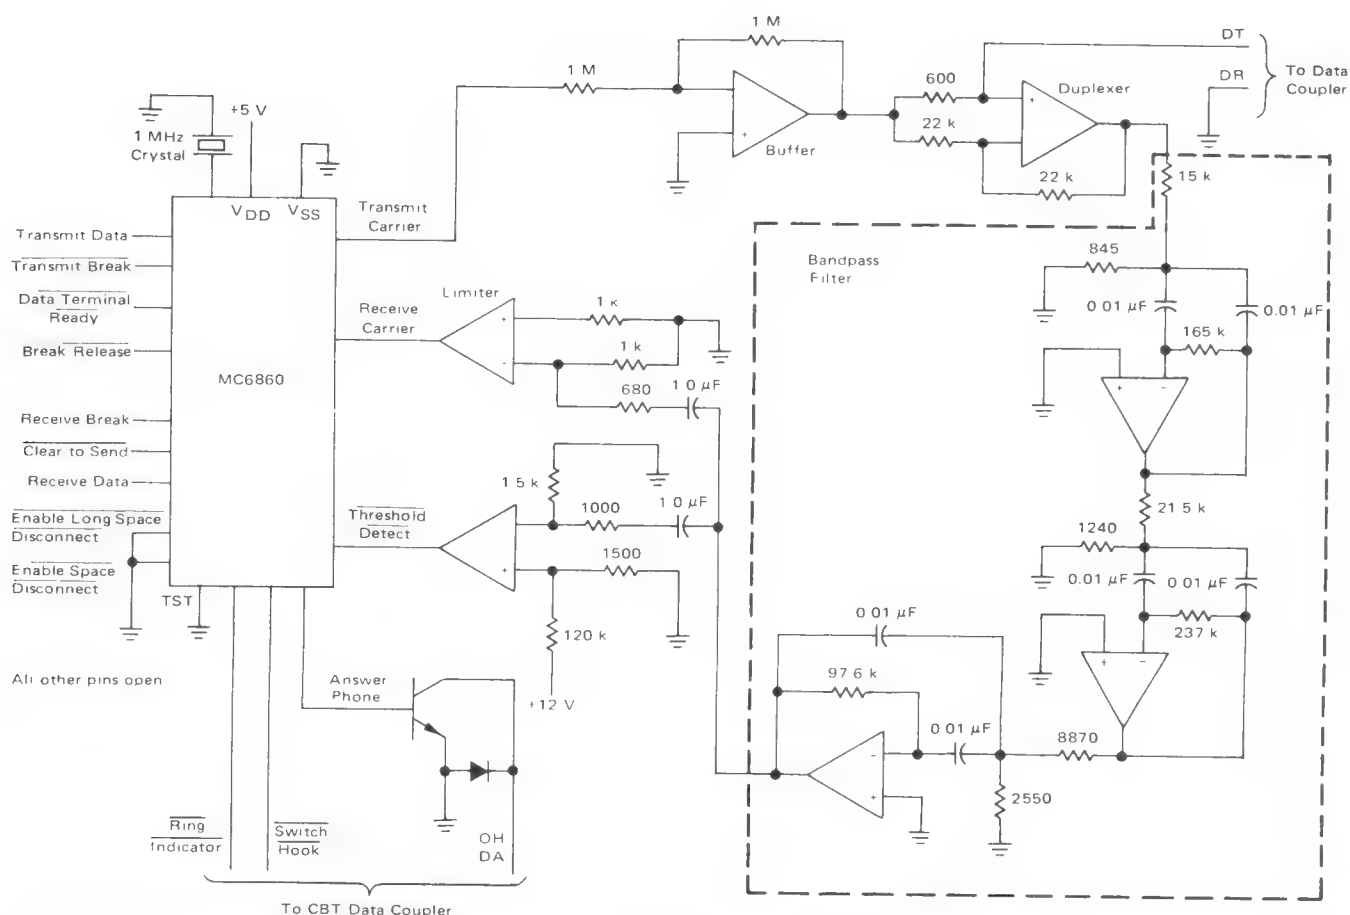 1 M
1 M
DT
DR
To Data
Coupler
600
Duplexer
+
22 k
22 k
Buffer
+
15 k
+5 V
1 MHz
Crystal
VDD
VSS
Transmit
Carrier
Transmit Data
Transmit Break
Data Terminal
Ready
Break Release
MC6860
Receive Break
Clear to Send
Receive Data
Enable Long Space
Disconnect
Enable Space
Disconnect
TST
All other pins open
Limiter
Receive
Carrier
+
-
1 k
1 k
680
1 0 µF
1 5 k
1000
1 0 µF
Threshold
Detect
+
1500
120 k
+12 V
Answer
Phone
Ring
Indicator
Switch
Hook
OH
DA
To CBT Data Coupler
Bandpass
Filter
845
0 01 µF
0 01 µF
165 k
+ -
21 5 k
1240
0.01 µF
0 01 µF
237 k
+ -
0 01 µF
97 6 k
0 01 µF
8870
-
+
2550